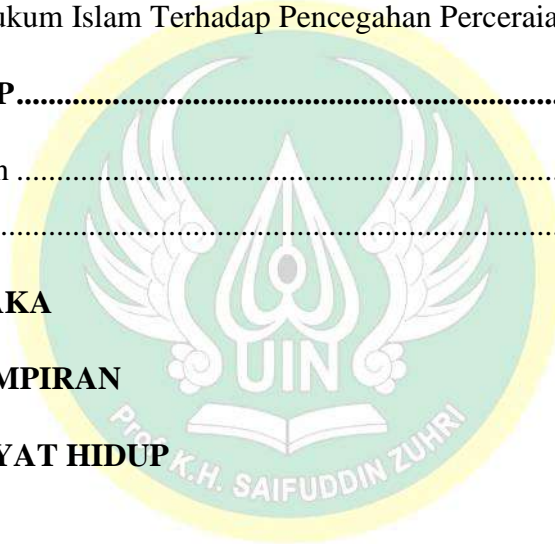 ukum Islam Terhadap Pencegahan Perceraia
P..........................................................................
n ..........................................................................
..........................................................................
AKA
MPIRAN
YAT HIDUP
UIN
Prof. K.H. SAIFUDDIN ZUHRI